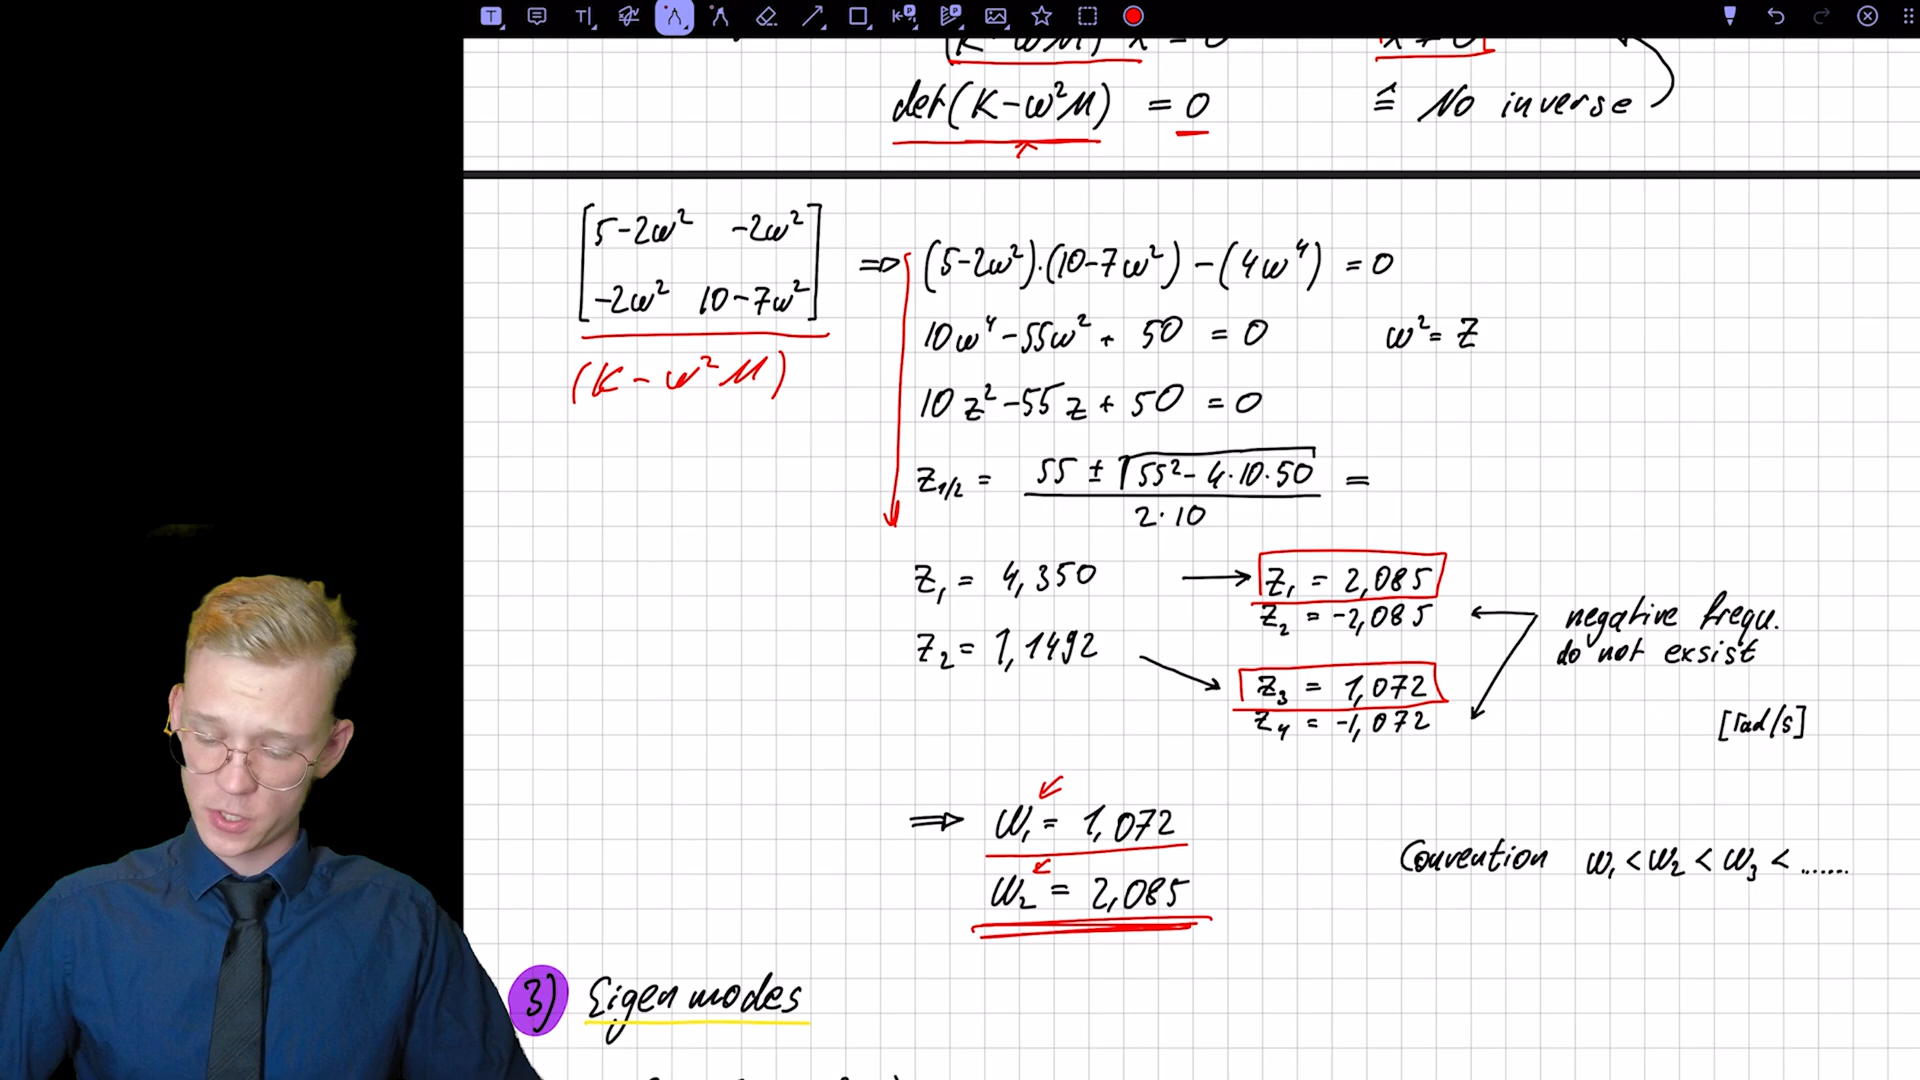 (K-ω²M) x = 0
x ≠ 0
det(K-ω²M) = 0
≙ No inverse
5-2ω² -2ω²
-2ω² 10-7ω²
(K-ω²M)
⇒ (5-2ω²)·(10-7ω²) - (4ω⁴) = 0
10ω⁴-55ω² + 50 = 0
ω² = z
10z²-55z + 50 = 0
z1/2 = 55 ± √55²-4·10·50 =
2·10
z₁ = 4,350 → z₁ = 2,085
z₂ = -2,085
z₂ = 1,1492
z₃ = 1,072
z₄ = -1,072
negative frequ.
do not exsist
[rad/s]
⇒ ω₁ = 1,072
ω₂ = 2,085
Convention ω₁ < ω₂ < ω₃ < .......
3) Eigen modes